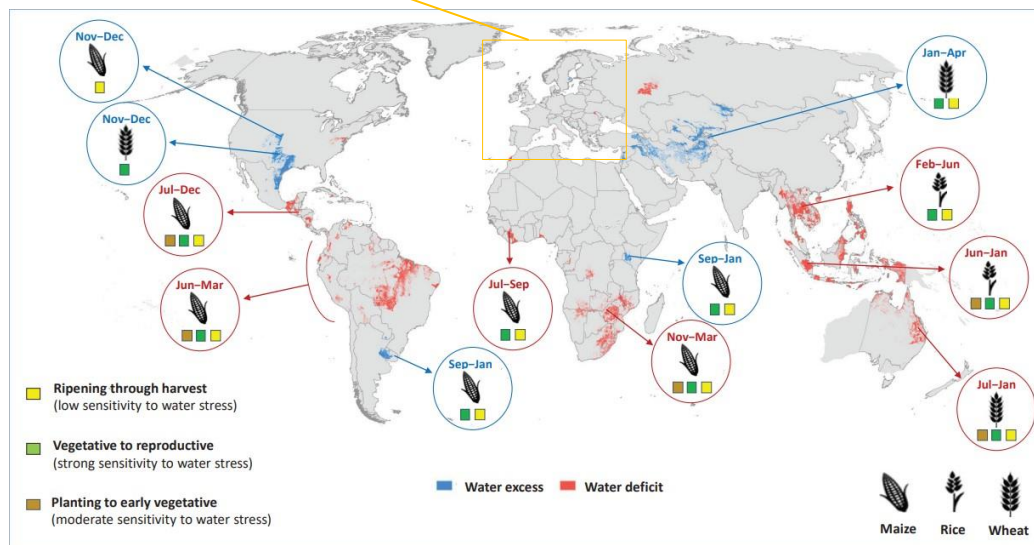 Nov–Dec
Jan–Apr
Nov–Dec
Feb–Jun
Jul–Dec
Sep–Jan
Jun–Jan
Jun–Mar
Jul–Sep
Nov–Mar
Sep–Jan
Jul–Jan
Ripening through harvest
(low sensitivity to water stress)
Vegetative to reproductive
(strong sensitivity to water stress)
Planting to early vegetative
(moderate sensitivity to water stress)
Water excess
Water deficit
Maize
Rice
Wheat